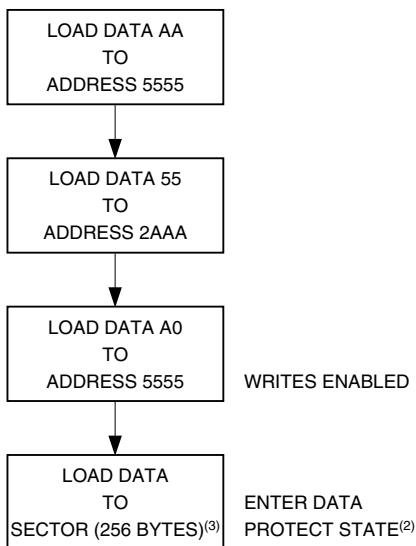 LOAD DATA AA
TO
ADDRESS 5555
LOAD DATA 55
TO
ADDRESS 2AAA
LOAD DATA A0
TO
ADDRESS 5555
WRITES ENABLED
LOAD DATA
TO
SECTOR (256 BYTES)(3)
ENTER DATA
PROTECT STATE(2)